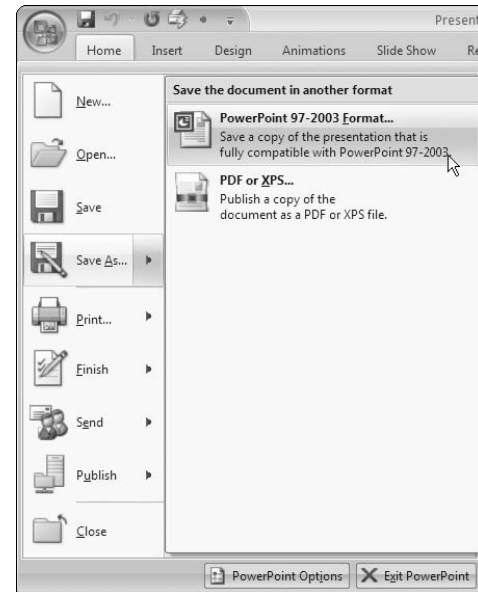 Present
Home Insert Design Animations Slide Show Re
New...
Open...
Save
Save As...
Print...
Finish
Send
Publish
Close
Save the document in another format
PowerPoint 97-2003 Format...
Save a copy of the presentation that is
fully compatible with PowerPoint 97-2003.
PDF or XPS...
Publish a copy of the
document as a PDF or XPS file.
PowerPoint Options Exit PowerPoint